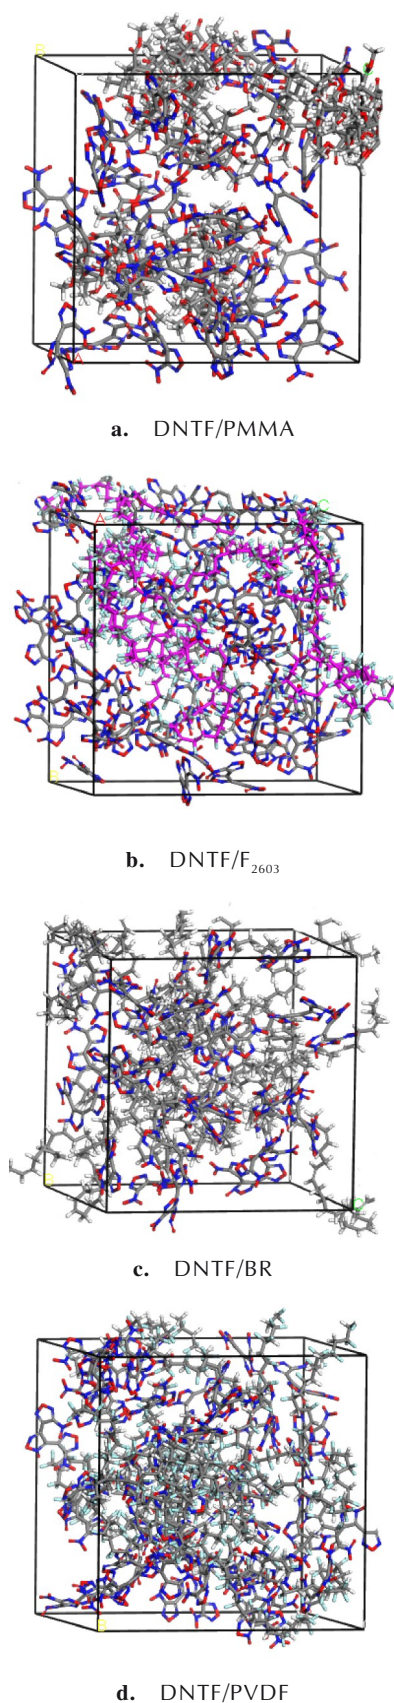 B
C
A
a. DNTF/PMMA
A
C
B
b. DNTF/F₂₆₀₃
B
C
c. DNTF/BR
B
d. DNTF/PVDF